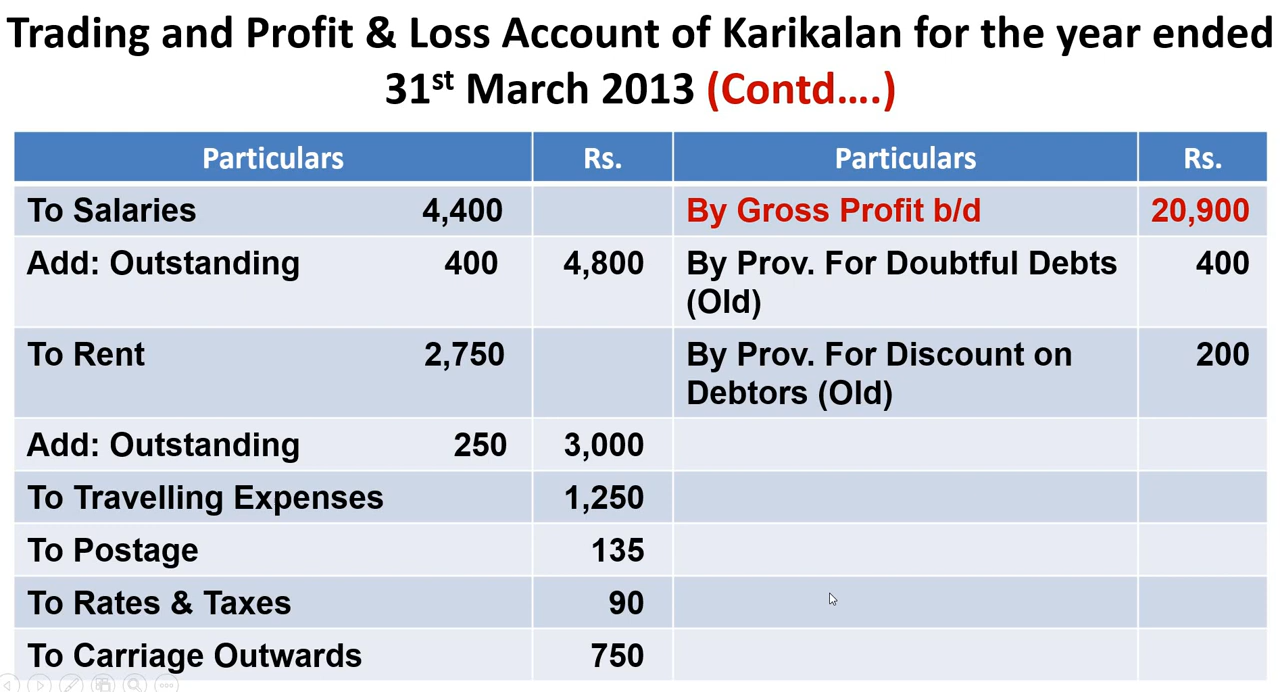 Trading and Profit & Loss Account of Karikalan for the year ended
31st March 2013 (Contd....)
Particulars Rs. Particulars Rs.
To Salaries 4,400 By Gross Profit b/d 20,900
Add: Outstanding 400 4,800 By Prov. For Doubtful Debts
(Old) 400
To Rent 2,750 By Prov. For Discount on
Debtors (Old) 200
Add: Outstanding 250 3,000
To Travelling Expenses 1,250
To Postage 135
To Rates & Taxes 90
To Carriage Outwards 750